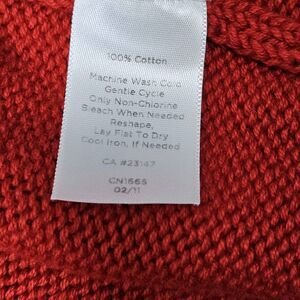 100% Cotton
Machine Wash Cold
Gentle Cycle
Only Non-Chlorine
Bleach When Needed
Reshape,
Lay Flat To Dry
Cool Iron, If Needed
CA #23147
CN1666
02/11